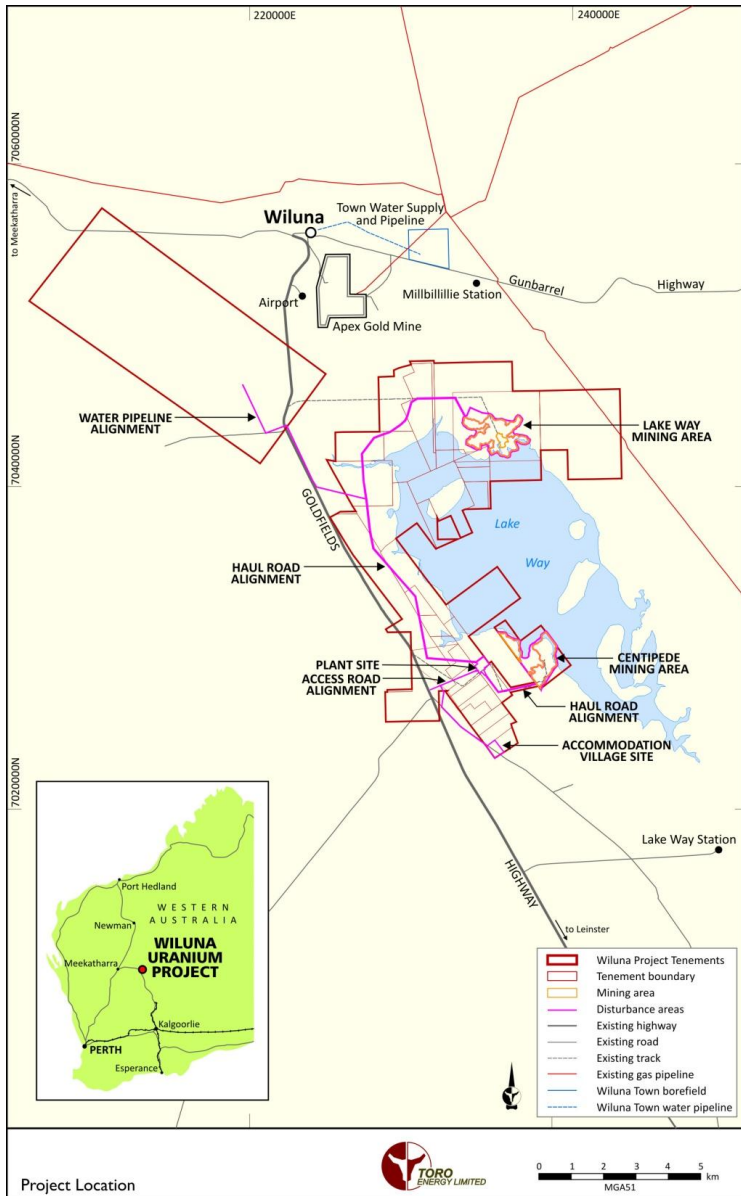 220000E
240000E
7060000N
to Meekatharra
Wiluna
Town Water Supply
and Pipeline
Gunbarrel
Highway
Airport
Millbillillie Station
Apex Gold Mine
WATER PIPELINE
ALIGNMENT
LAKE WAY
MINING AREA
7040000N
GOLDFIELDS
Lake
Way
HAUL ROAD
ALIGNMENT
PLANT SITE
ACCESS ROAD
ALIGNMENT
CENTIPEDE
MINING AREA
HAUL ROAD
ALIGNMENT
ACCOMMODATION
VILLAGE SITE
7020000N
Lake Way Station
HIGHWAY
to Leinster
Port Hedland
WESTERN
AUSTRALIA
Newman
WILUNA
URANIUM
PROJECT
Meekatharra
Kalgoorlie
PERTH
Esperance
Wiluna Project Tenements
Tenement boundary
Mining area
Disturbance areas
Existing highway
Existing road
Existing track
Existing gas pipeline
Wiluna Town borefield
Wiluna Town water pipeline
Project Location
TORO
ENERGY LIMITED
0 1 2 3 4 5
km
MGA51